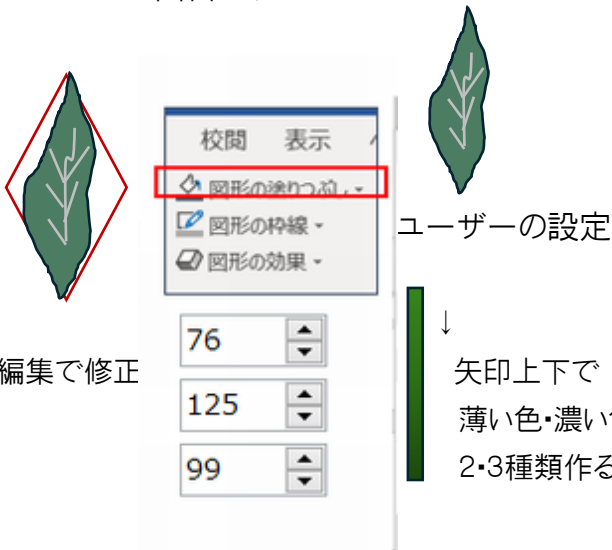 校閲 表示
図形の塗りつぶし
図形の枠線
図形の効果
ユーザーの設定
76
125
99
編集で修正
↓
矢印上下で
薄い色・濃い
2・3種類作る